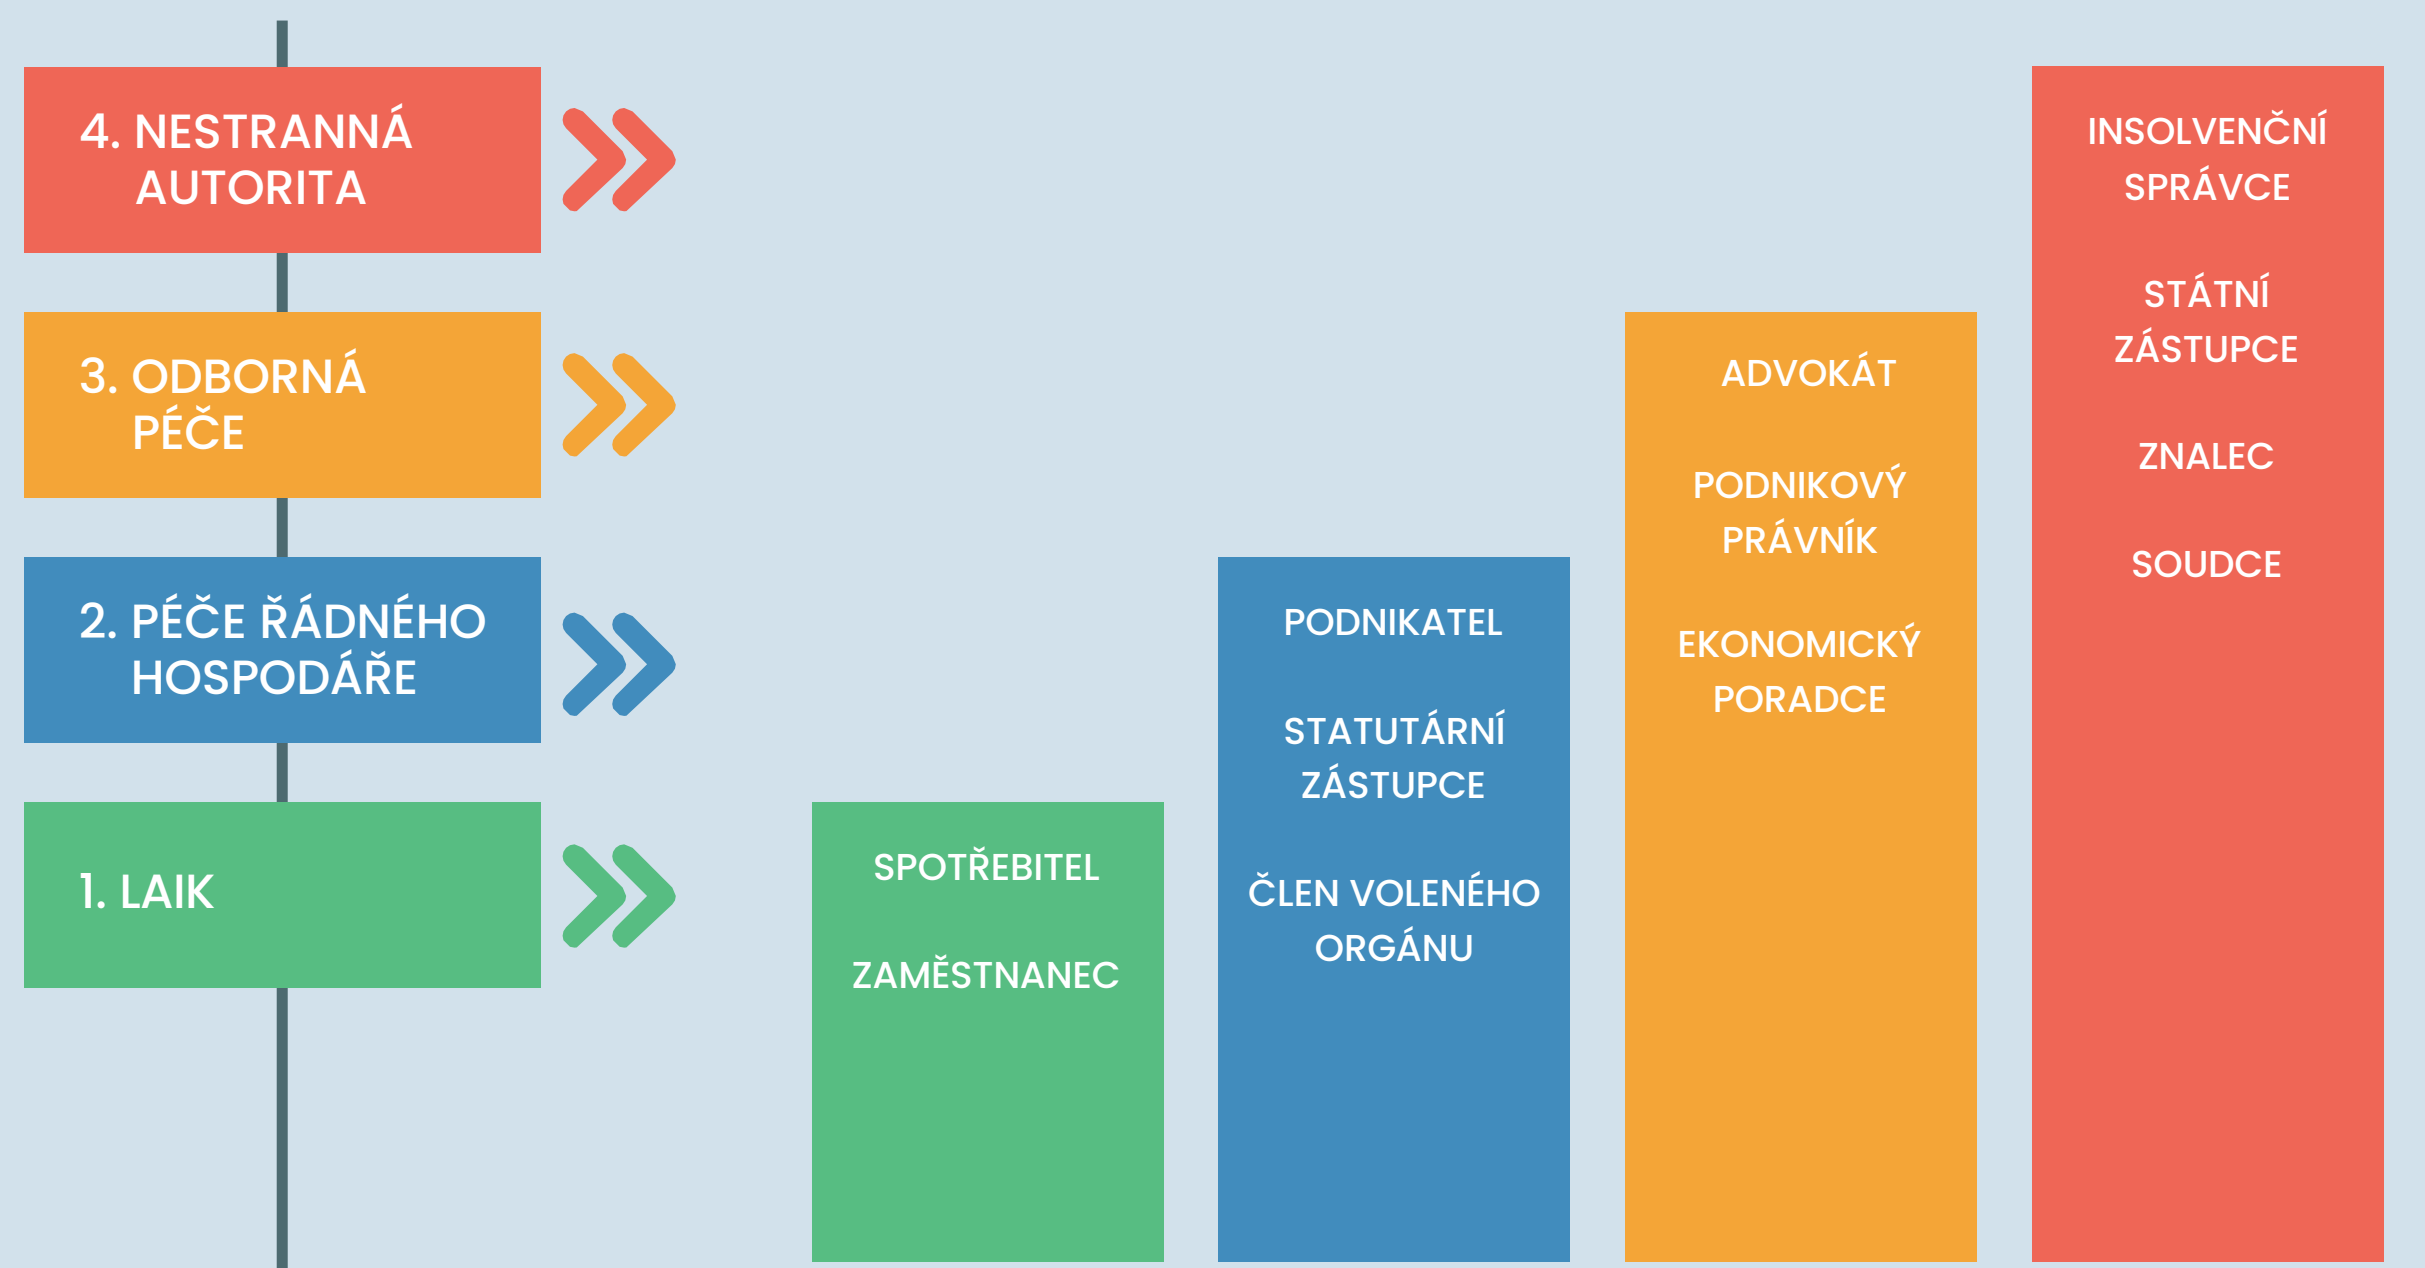 4. NESTRANNÁ
AUTORITA
3. ODBORNÁ
PÉČE
2. PÉČE ŘÁDNÉHO
HOSPODÁŘE
1. LAIK
SPOTŘEBITEL
ZAMĚSTNANEC
PODNIKATEL
STATUTÁRNÍ
ZÁSTUPCE
ČLEN VOLENÉHO
ORGÁNU
ADVOKÁT
PODNIKOVÝ
PRÁVNÍK
EKONOMICKÝ
PORADCE
INSOLVENČNÍ
SPRÁVCE
STÁTNÍ
ZÁSTUPCE
ZNALEC
SOUDCE